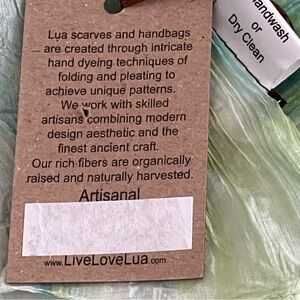 Lua scarves and handbags
are created through intricate
hand dyeing techniques of
folding and pleating to
achieve unique patterns.
We work with skilled
artisans combining modern
design aesthetic and the
finest ancient craft.
Our rich fibers are organically
raised and naturally harvested.
Artisanal
www.LiveLoveLua.com
Handwash
or
Dry Clean